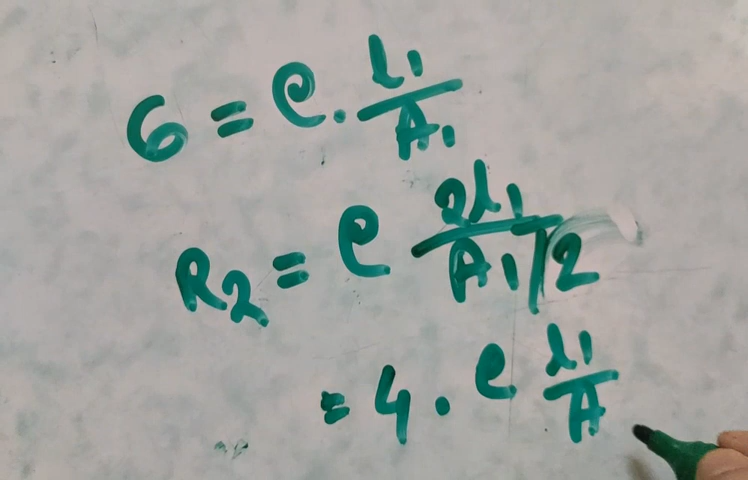 6 = ρ. l₁/A₁
R₂ = ρ 2l₁/A₁/2
= 4. ρ l₁/A